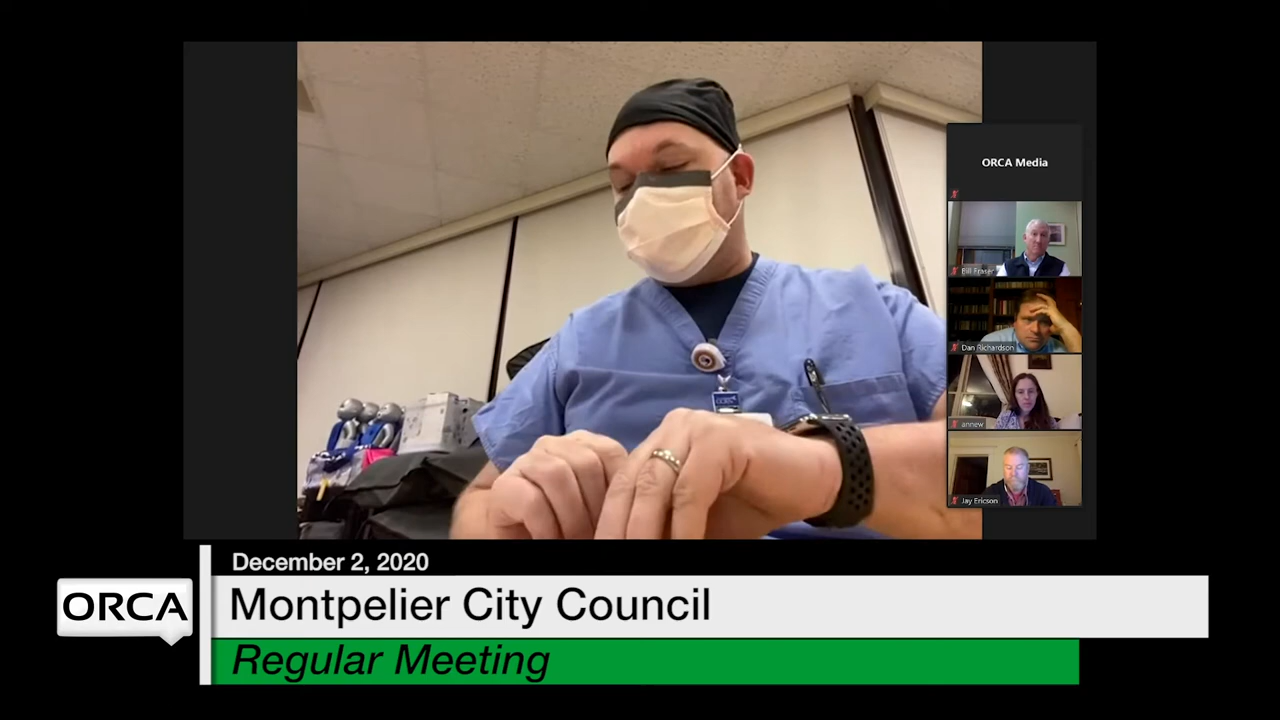 ORCA Media
Bill Fraser
Dan Richardson
annew
Jay Ericson
December 2, 2020
ORCA
Montpelier City Council
Regular Meeting